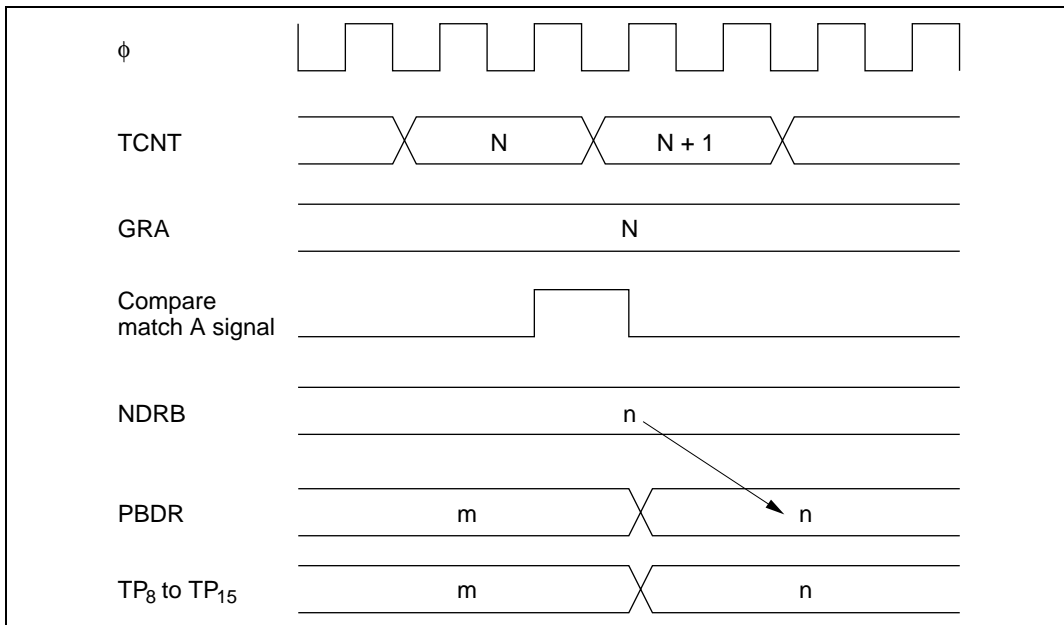 φ
TCNT
N
N + 1
GRA
N
Compare
match A signal
NDRB
n
PBDR
m
n
TP₈ to TP₁₅
m
n